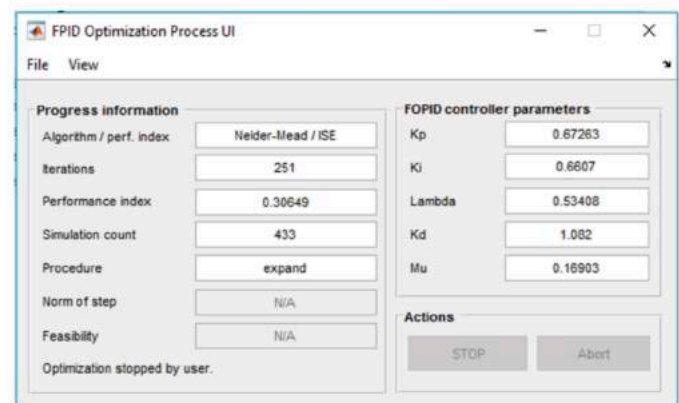 FPID Optimization Process UI
File View
Progress information
Algorithm / perf. index Nelder-Mead / ISE
Iterations 251
Performance index 0.30649
Simulation count 433
Procedure expand
Norm of step N/A
Feasibility N/A
Optimization stopped by user.
FOPID controller parameters
Kp 0.67263
Ki 0.6607
Lambda 0.53408
Kd 1.082
Mu 0.16903
Actions
STOP Abort